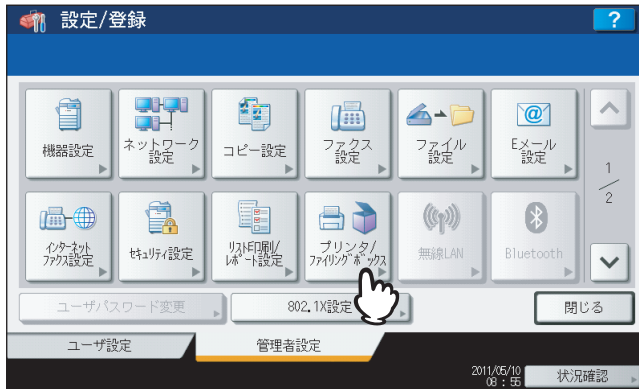 設定/登録
?
機器設定
ネットワーク
設定
コピー設定
ファクス
設定
ファイル
設定
@
Eメール
設定
1
2
インターネット
ファクス設定
セキュリティ設定
リスト印刷/
レポート設定
プリンタ/
ファイリングボックス
無線LAN
Bluetooth
ユーザパスワード変更
802.1X設定
閉じる
ユーザ設定
管理者設定
2011/05/10
08:55
状況確認